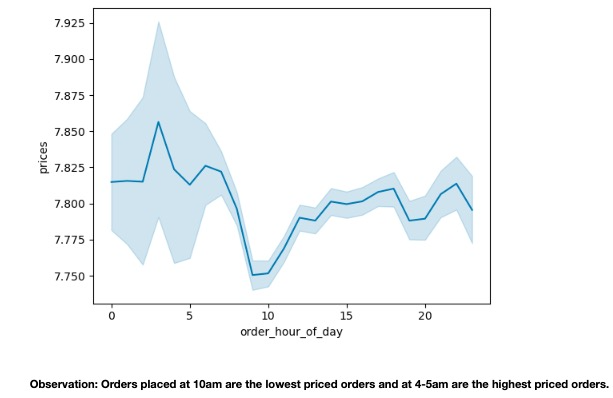 7.925
7.900
7.875
7.850
7.825
7.800
7.775
7.750
prices
0 5 10 15 20
order_hour_of_day
Observation: Orders placed at 10am are the lowest priced orders and at 4-5am are the highest priced orders.